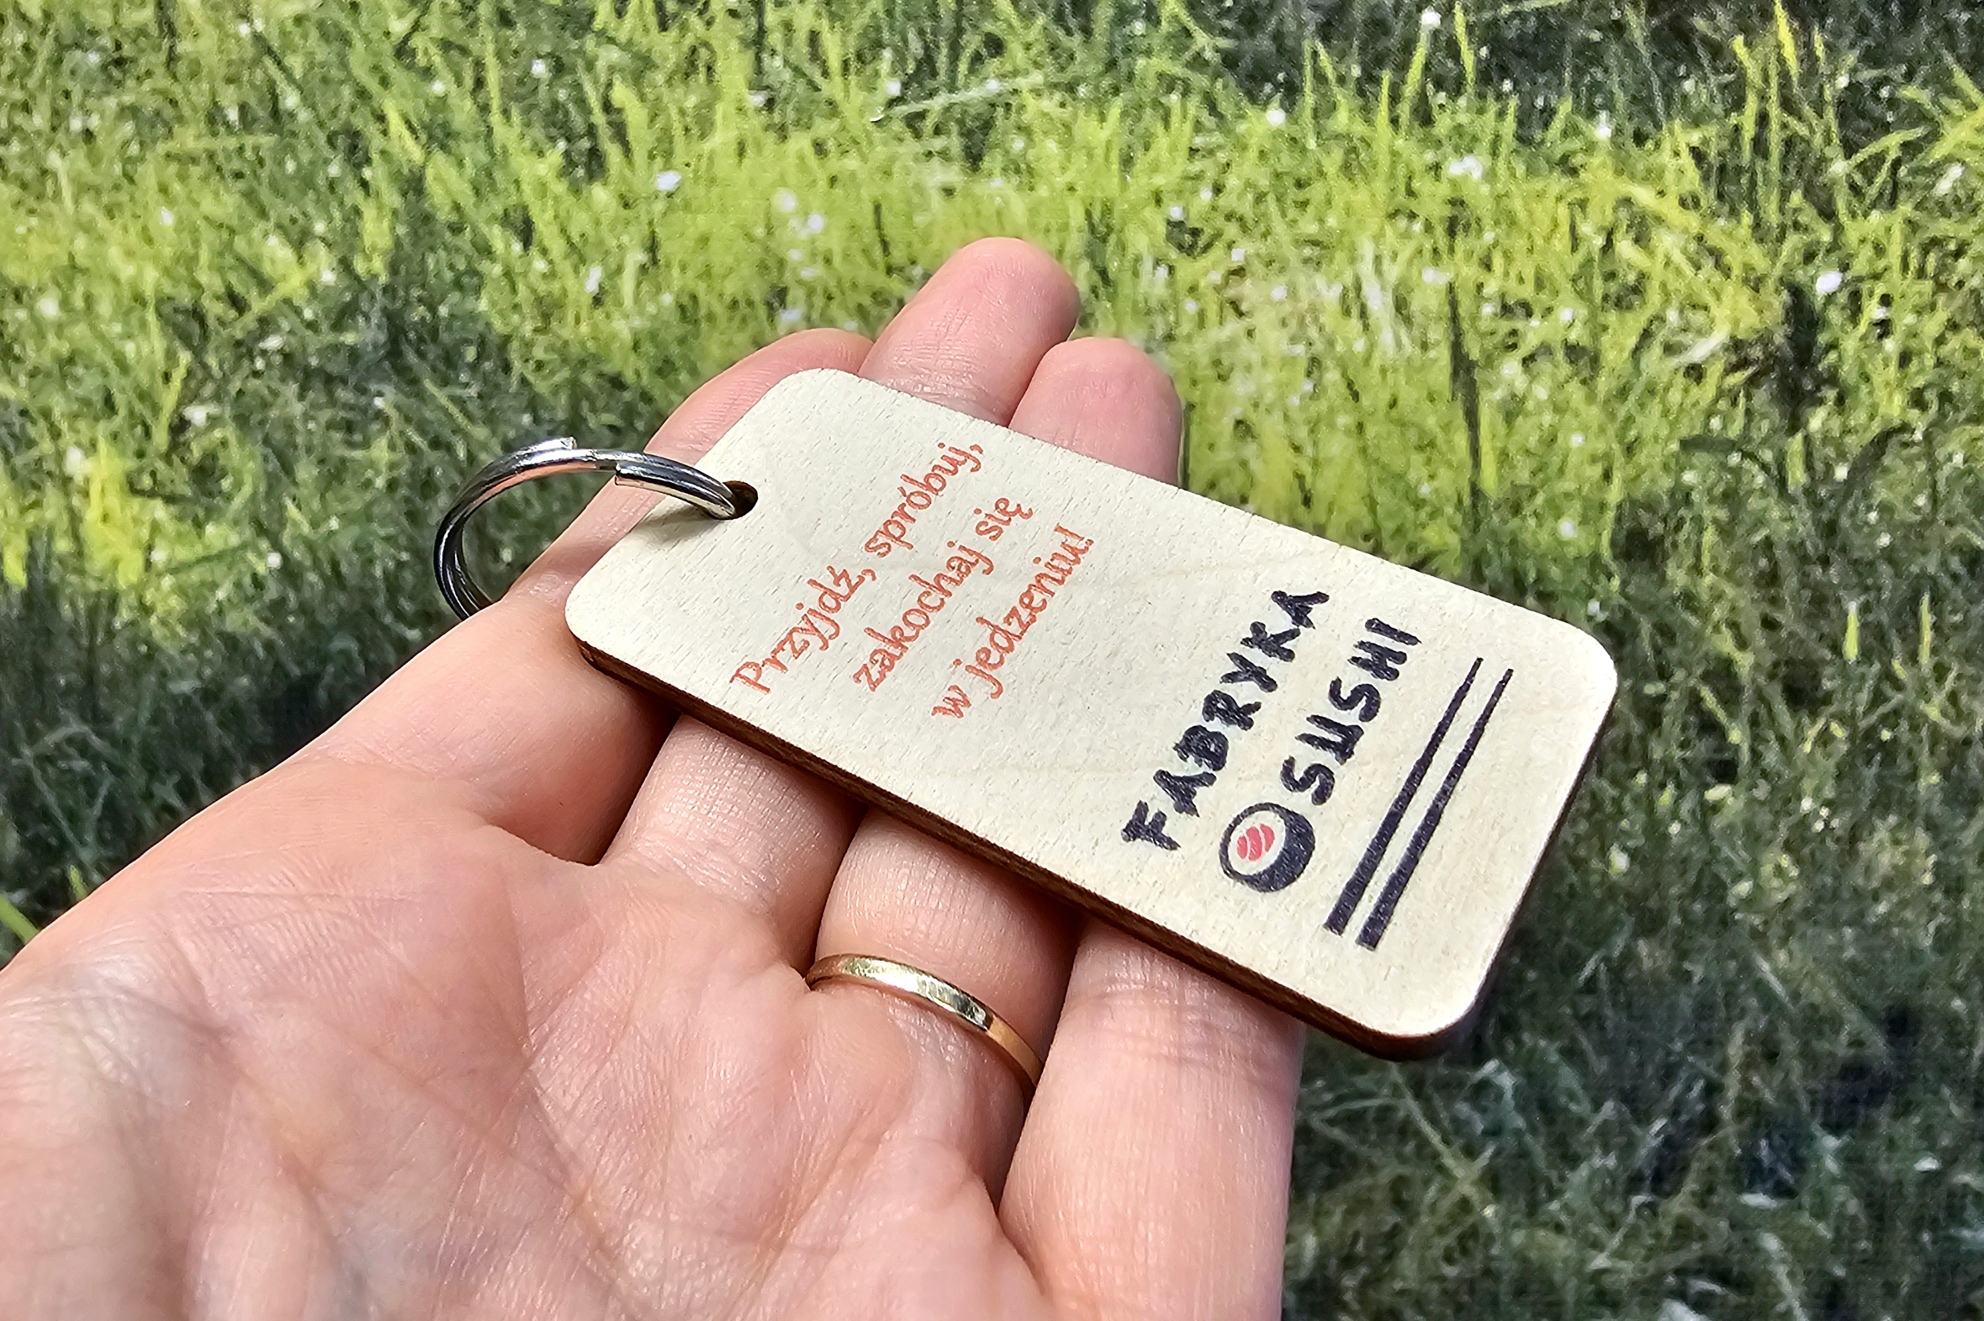 Przyjdź, spróbuj,
zakochaj się
w jedzeniu!
FABRYKA
SUSHI